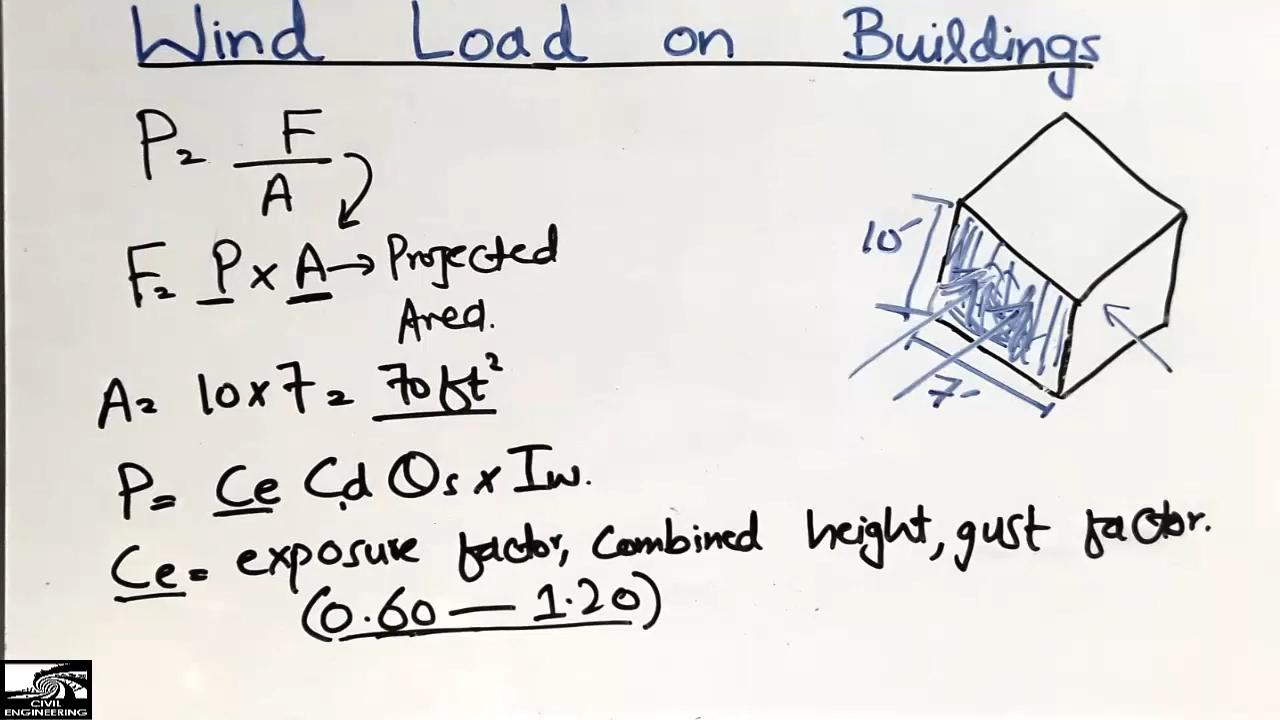 Wind Load on Buildings
P = F / A
F = P x A → Projected Area.
A = 10 x 7 = 70 ft²
P = Ce Cd Qs x Iw.
Ce = exposure factor, Combined height, gust factor.
(0.60 — 1.20)
10'
7'
CIVIL
ENGINEERING